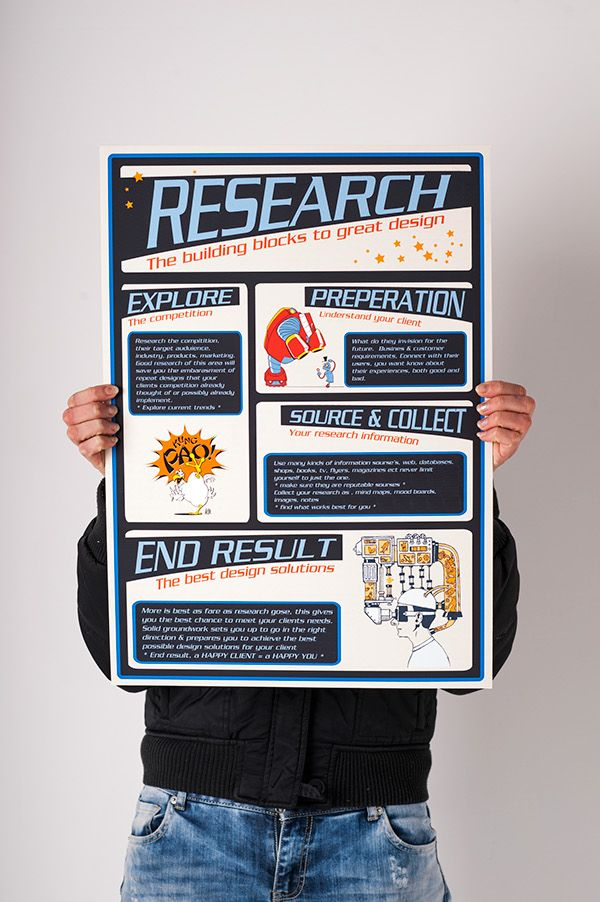 RESEARCH
The building blocks to great design
EXPLORE
The competition
Research the compitition,
their target auduience,
industry, products, marketing.
Good research of this area will
save you the embarasment of
repeat designs that your
clients competition already
thought of or possibly already
implement.
* Explore current trends *
KUNG
PAO!
PREPERATION
Understand your client
What do they invision for the
future. Busines & customer
requirements. Connect with their
users, you want know about
their experiences, both good and
bad.
SOURCE & COLLECT
Your research information
Use many kinds of information sourse's, web, databases,
shops, books, tv, flyers, magazines ect never limit
yourself to just the one.
* make sure they are reputable sourses *
Collect your research as , mind maps, mood boards,
images, notes
* find what works best for you *
END RESULT
The best design solutions
More is best as fare as research gose, this gives
you the best chance to meet your clients needs.
Solid groundwork sets you up to go in the right
direction & prepares you to achieve the best
possible design solutions for your client
* End result, a HAPPY CLIENT = a HAPPY YOU *